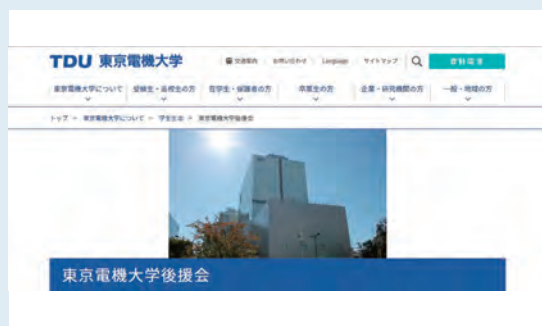 TDU 東京電機大学
交通案内 お問い合わせ Language サイトマップ 資料請求
東京電機大学について 受験生・高校生の方 在学生・保護者の方 卒業生の方 企業・研究機関の方 一般・地域の方
トップ > 東京電機大学について > 学生生活 > 東京電機大学後援会
東京電機大学後援会